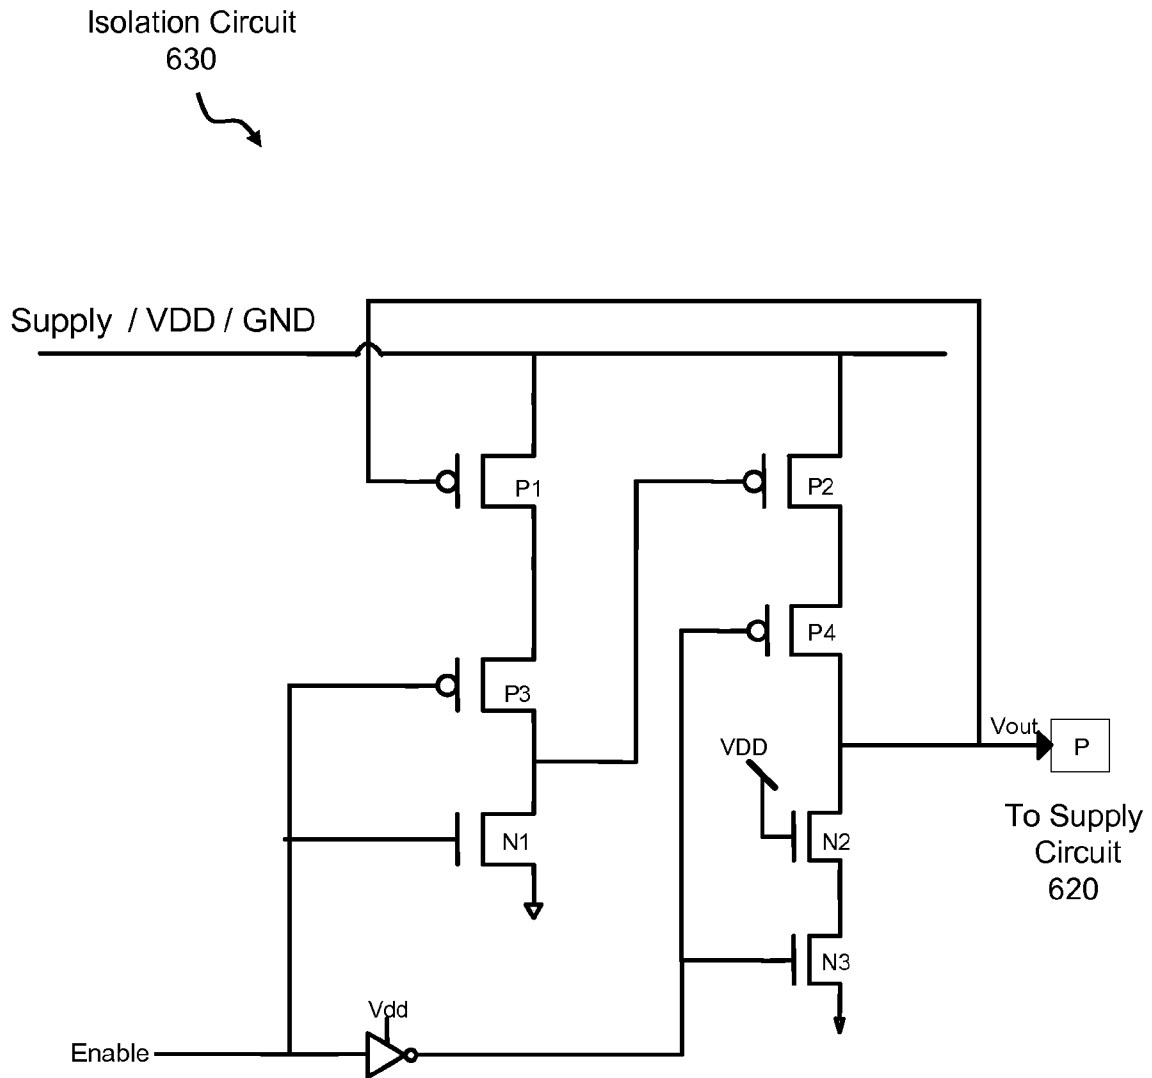 Isolation Circuit
630
Supply / VDD / GND
P1
P2
P4
P3
Vout
P
VDD
To Supply
Circuit
620
N1
N2
N3
Vdd
Enable